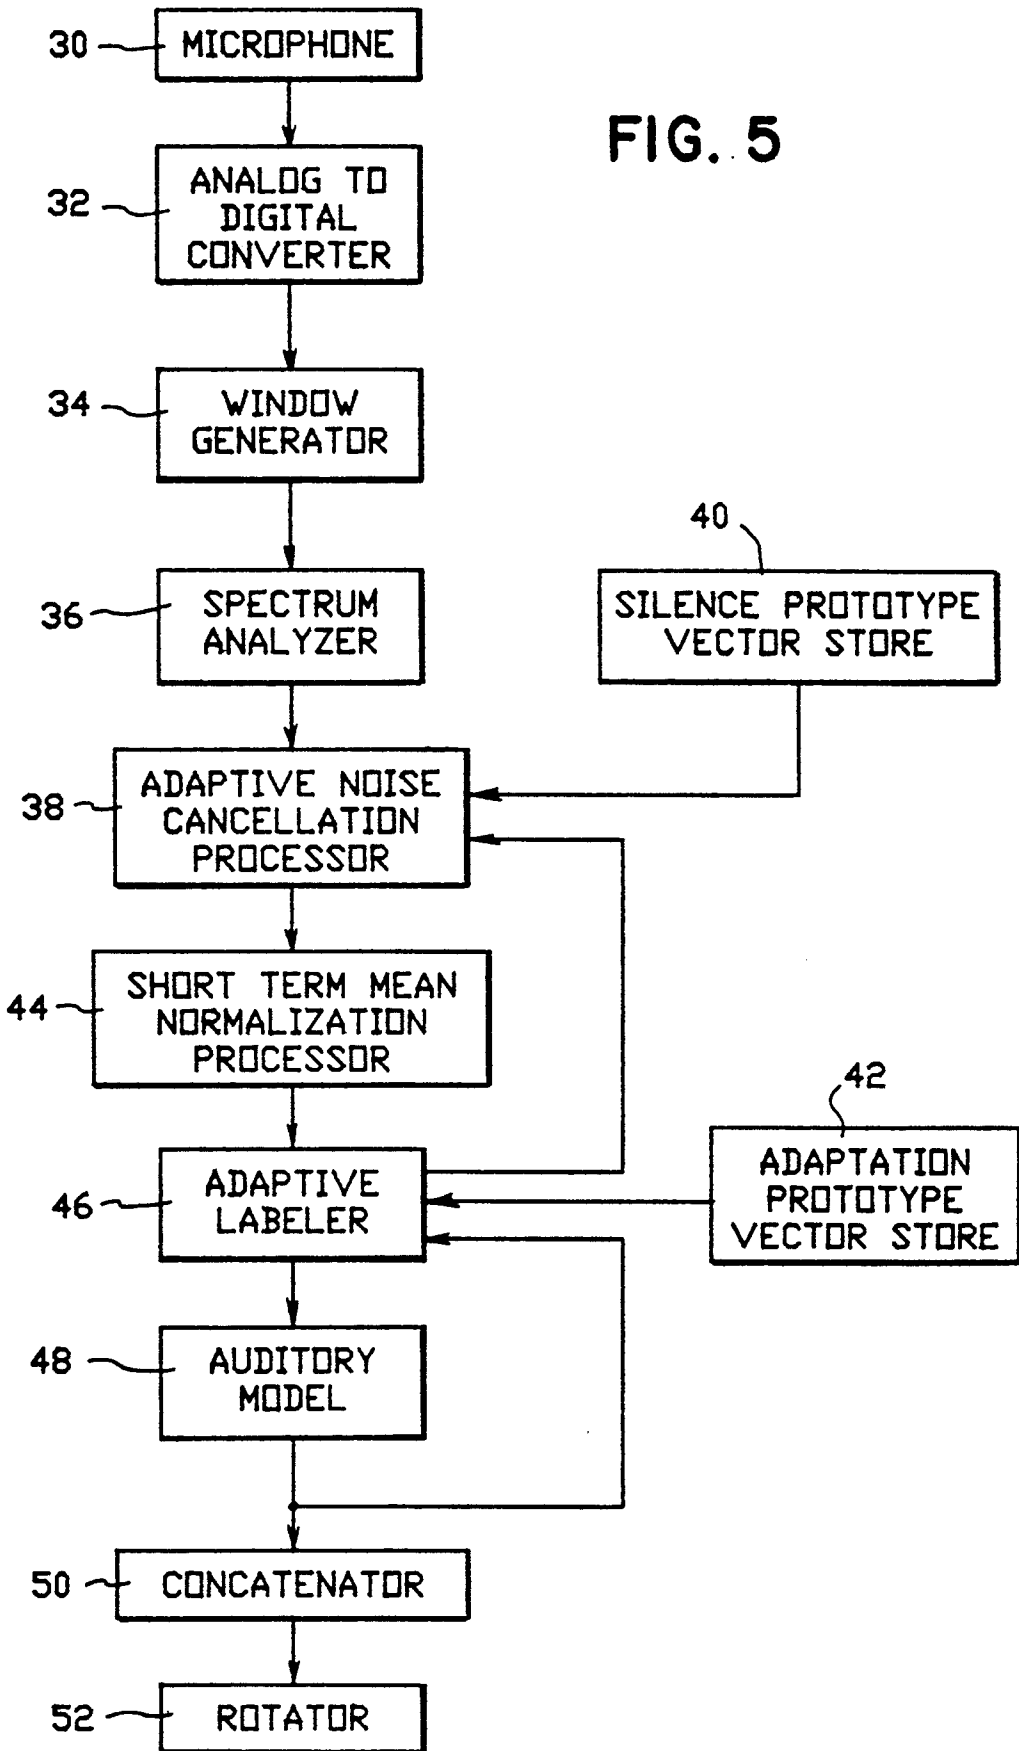 30
MICROPHONE
FIG. 5
32
ANALOG TO
DIGITAL
CONVERTER
34
WINDOW
GENERATOR
40
36
SPECTRUM
ANALYZER
SILENCE PROTOTYPE
VECTOR STORE
38
ADAPTIVE NOISE
CANCELLATION
PROCESSOR
44
SHORT TERM MEAN
NORMALIZATION
PROCESSOR
42
46
ADAPTIVE
LABELER
ADAPTATION
PROTOTYPE
VECTOR STORE
48
AUDITORY
MODEL
50
CONCATENATOR
52
ROTATOR